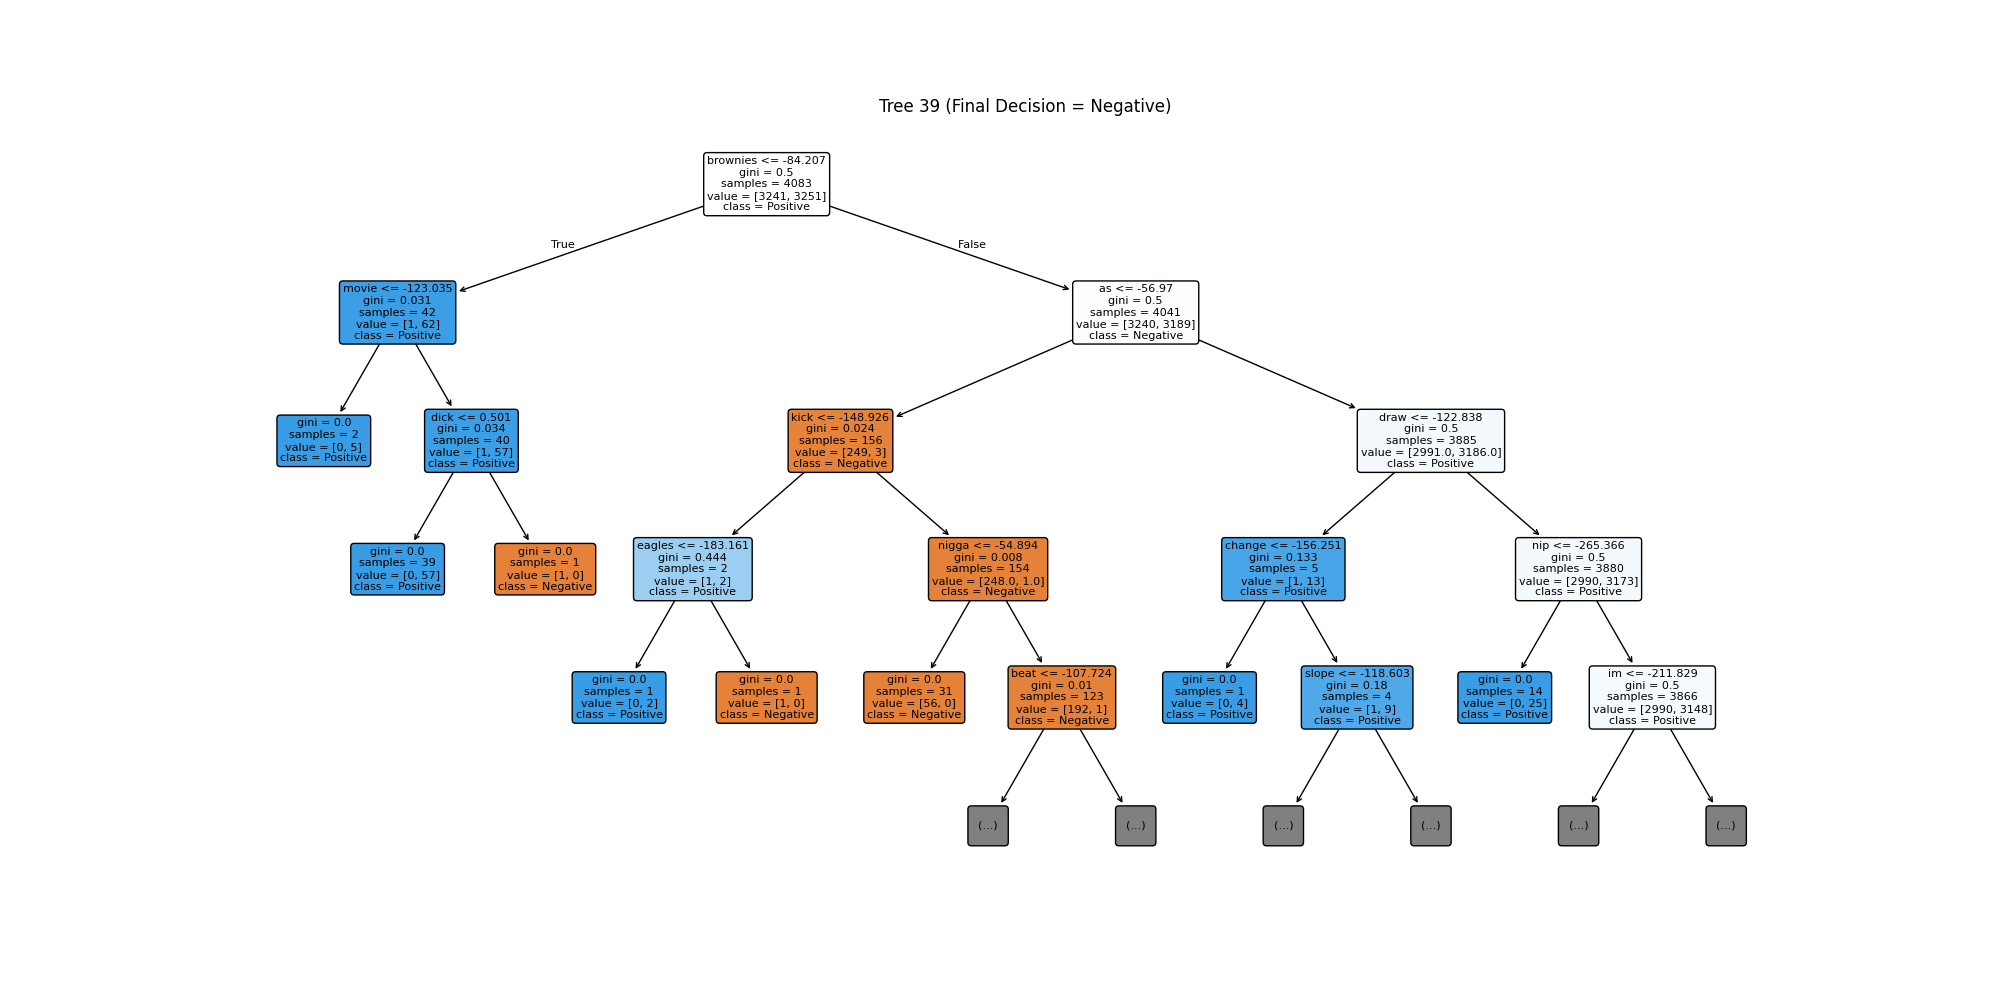 Tree 39 (Final Decision = Negative)
brownies <= -84.207
gini = 0.5
samples = 4083
value = [3241, 3251]
class = Positive
True
False
movie <= -123.035
gini = 0.031
samples = 42
value = [1, 62]
class = Positive
as <= -56.97
gini = 0.5
samples = 4041
value = [3240, 3189]
class = Negative
gini = 0.0
samples = 2
value = [0, 5]
class = Positive
dick <= 0.501
gini = 0.034
samples = 40
value = [1, 57]
class = Positive
kick <= -148.926
gini = 0.024
samples = 156
value = [249, 3]
class = Negative
draw <= -122.838
gini = 0.5
samples = 3885
value = [2991.0, 3186.0]
class = Positive
gini = 0.0
samples = 39
value = [0, 57]
class = Positive
gini = 0.0
samples = 1
value = [1, 0]
class = Negative
eagles <= -183.161
gini = 0.444
samples = 2
value = [1, 2]
class = Positive
nigga <= -54.894
gini = 0.008
samples = 154
value = [248.0, 1.0]
class = Negative
change <= -156.251
gini = 0.133
samples = 5
value = [1, 13]
class = Positive
nip <= -265.366
gini = 0.5
samples = 3880
value = [2990, 3173]
class = Positive
gini = 0.0
samples = 1
value = [0, 2]
class = Positive
gini = 0.0
samples = 1
value = [1, 0]
class = Negative
gini = 0.0
samples = 31
value = [56, 0]
class = Negative
beat <= -107.724
gini = 0.01
samples = 123
value = [192, 1]
class = Negative
gini = 0.0
samples = 1
value = [0, 4]
class = Positive
slope <= -118.603
gini = 0.18
samples = 4
value = [1, 9]
class = Positive
gini = 0.0
samples = 14
value = [0, 25]
class = Positive
im <= -211.829
gini = 0.5
samples = 3866
value = [2990, 3148]
class = Positive
(...)
(...)
(...)
(...)
(...)
(...)